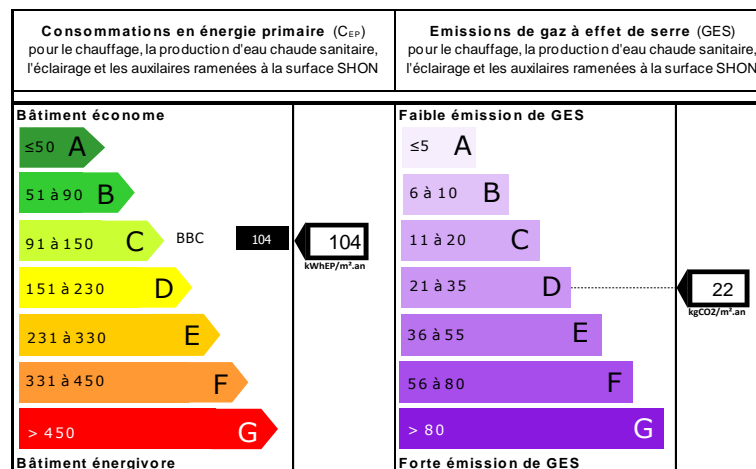 Consommations en énergie primaire (CEP)
pour le chauffage, la production d'eau chaude sanitaire,
l'éclairage et les auxilaires ramenées à la surface SHON
Emissions de gaz à effet de serre (GES)
pour le chauffage, la production d'eau chaude sanitaire,
l'éclairage et les auxilaires ramenées à la surface SHON
Bâtiment économe
≤50 A
51 à 90 B
91 à 150 C BBC 104 104
kWhEP/m².an
151 à 230 D
231 à 330 E
331 à 450 F
> 450 G
Bâtiment énergivore
Faible émission de GES
≤5 A
6 à 10 B
11 à 20 C
21 à 35 D 22
kgCO2/m².an
36 à 55 E
56 à 80 F
> 80 G
Forte émission de GES